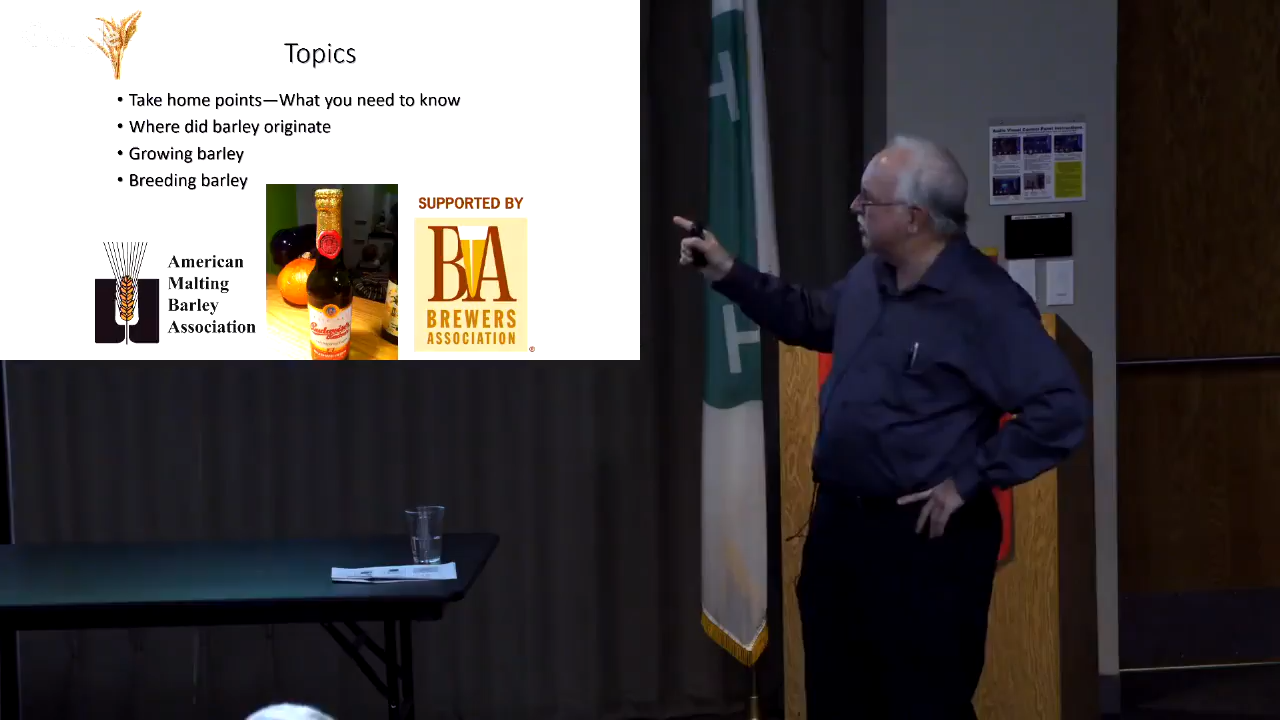 Topics
• Take home points—What you need to know
• Where did barley originate
• Growing barley
• Breeding barley
SUPPORTED BY
American
Malting
Barley
Association
BA
BREWERS
ASSOCIATION
®
H
H